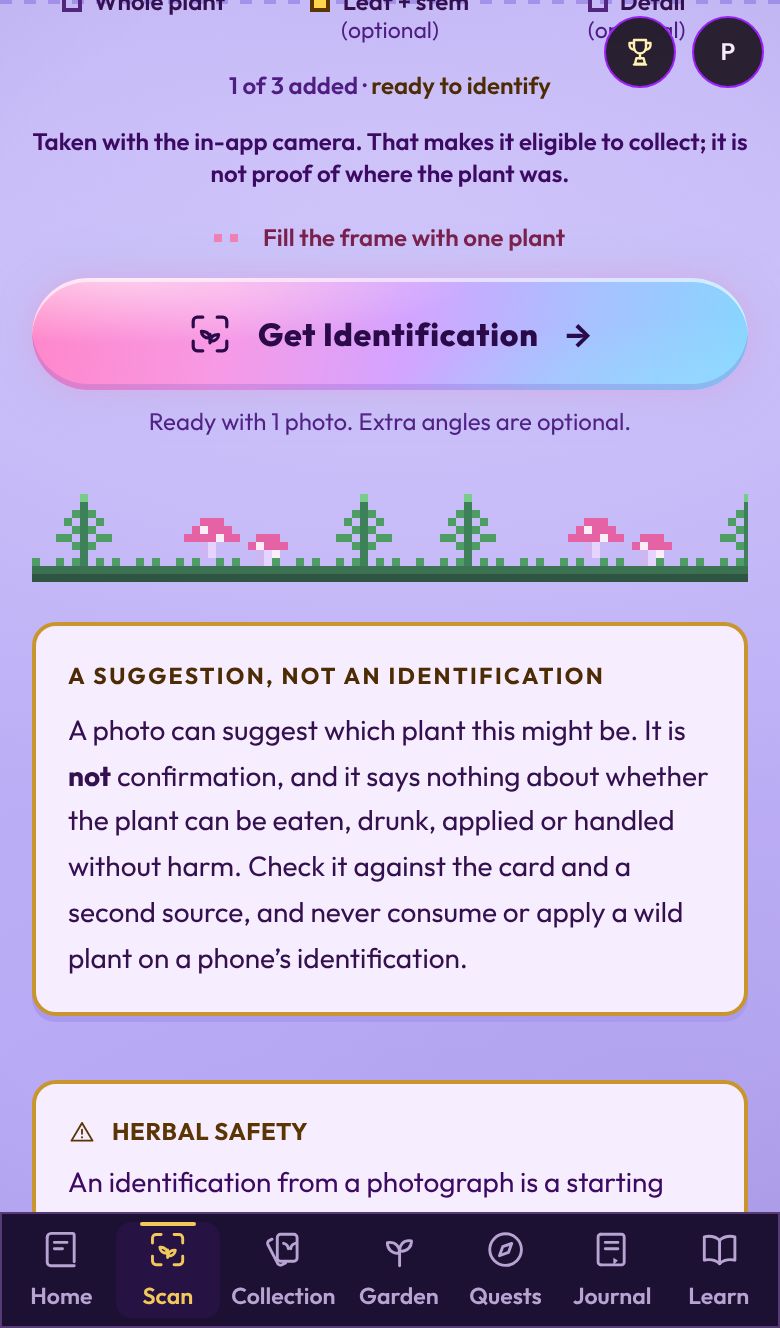 Whole plant
Leaf + stem
Detail
(optional)
1 of 3 added · ready to identify
P
Taken with the in-app camera. That makes it eligible to collect; it is
not proof of where the plant was.
Fill the frame with one plant
Get Identification →
Ready with 1 photo. Extra angles are optional.
A SUGGESTION, NOT AN IDENTIFICATION
A photo can suggest which plant this might be. It is
not confirmation, and it says nothing about whether
the plant can be eaten, drunk, applied or handled
without harm. Check it against the card and a
second source, and never consume or apply a wild
plant on a phone’s identification.
HERBAL SAFETY
An identification from a photograph is a starting
Home
Scan
Collection
Garden
Quests
Journal
Learn